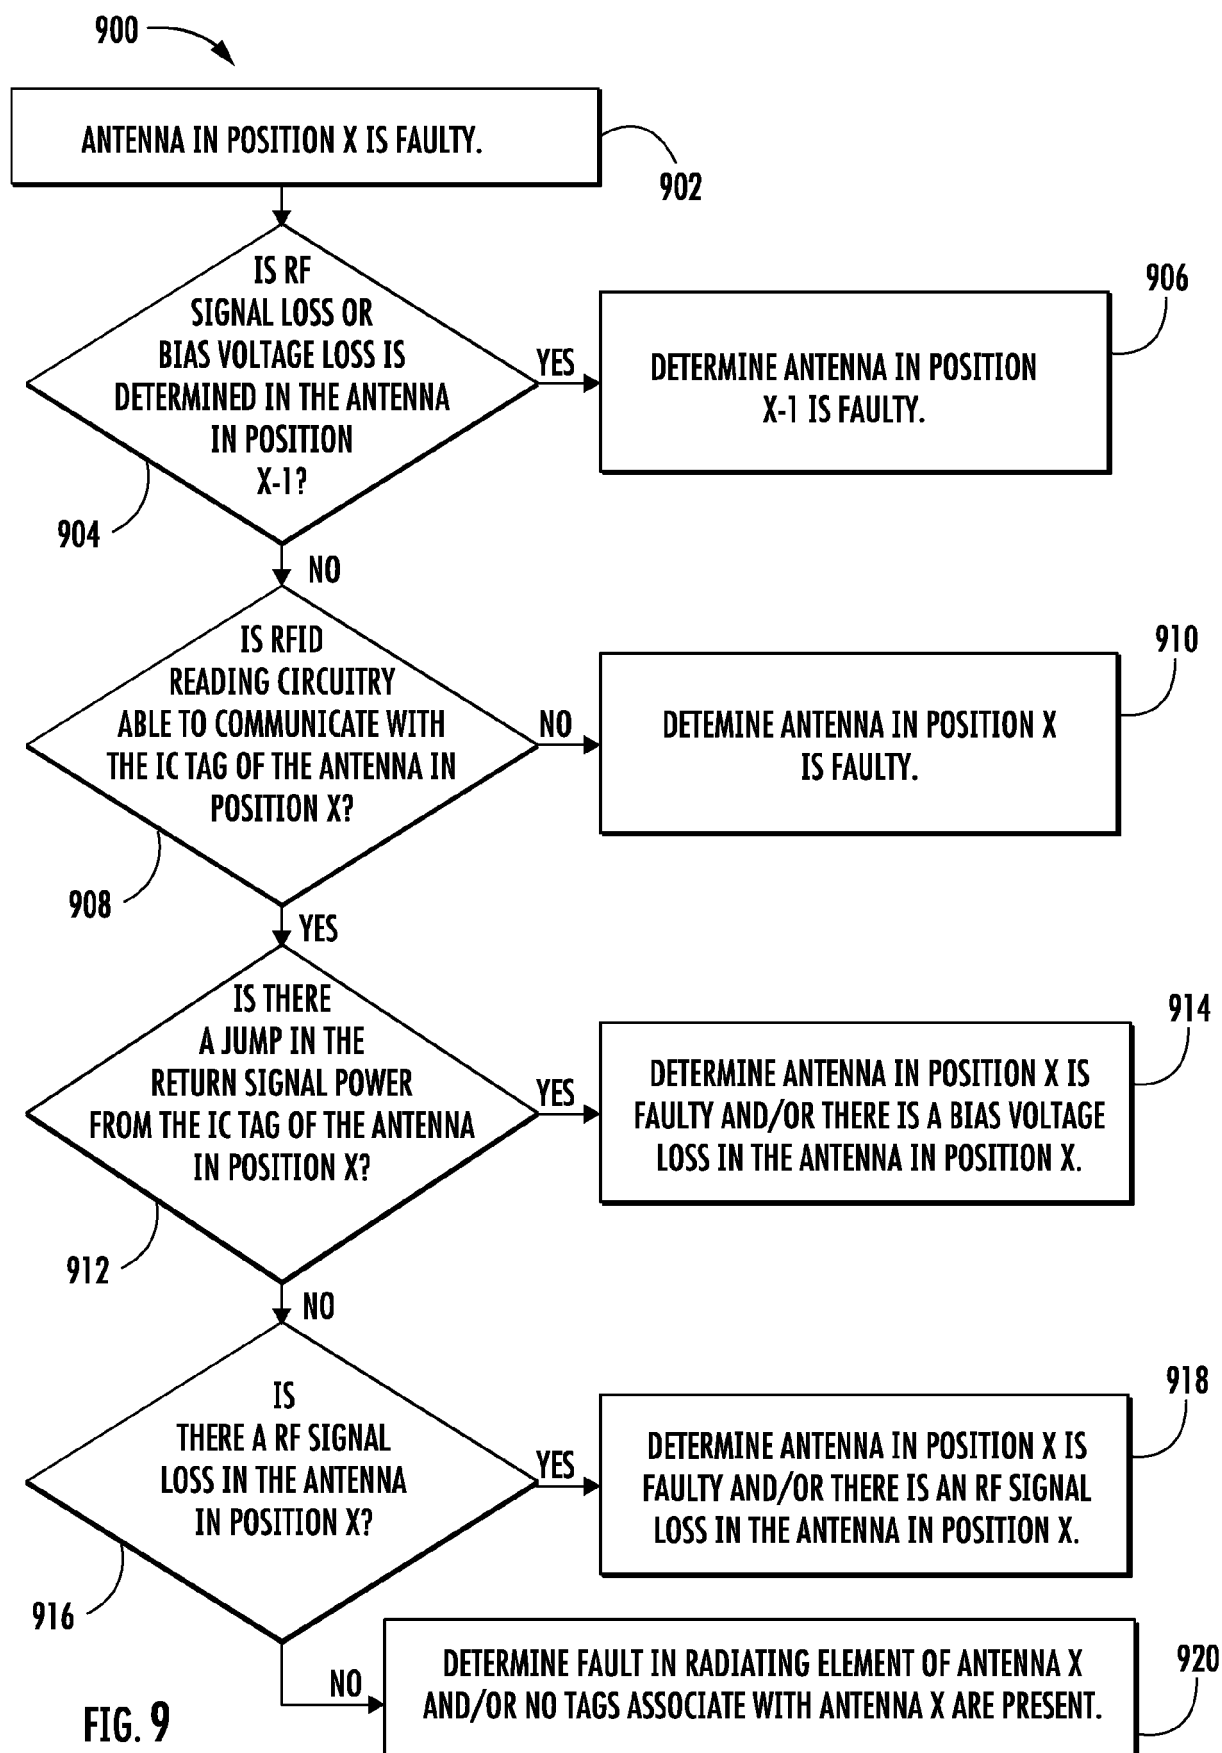 900
ANTENNA IN POSITION X IS FAULTY.
902
IS RF
SIGNAL LOSS OR
BIAS VOLTAGE LOSS IS
DETERMINED IN THE ANTENNA
IN POSITION
X-1?
904
YES
DETERMINE ANTENNA IN POSITION
X-1 IS FAULTY.
906
NO
IS RFID
READING CIRCUITRY
ABLE TO COMMUNICATE WITH
THE IC TAG OF THE ANTENNA IN
POSITION X?
908
NO
DETEMINE ANTENNA IN POSITION X
IS FAULTY.
910
YES
IS THERE
A JUMP IN THE
RETURN SIGNAL POWER
FROM THE IC TAG OF THE ANTENNA
IN POSITION X?
912
YES
DETERMINE ANTENNA IN POSITION X IS
FAULTY AND/OR THERE IS A BIAS VOLTAGE
LOSS IN THE ANTENNA IN POSITION X.
914
NO
IS
THERE A RF SIGNAL
LOSS IN THE ANTENNA
IN POSITION X?
916
YES
DETERMINE ANTENNA IN POSITION X IS
FAULTY AND/OR THERE IS AN RF SIGNAL
LOSS IN THE ANTENNA IN POSITION X.
918
NO
DETERMINE FAULT IN RADIATING ELEMENT OF ANTENNA X
AND/OR NO TAGS ASSOCIATE WITH ANTENNA X ARE PRESENT.
920
FIG. 9